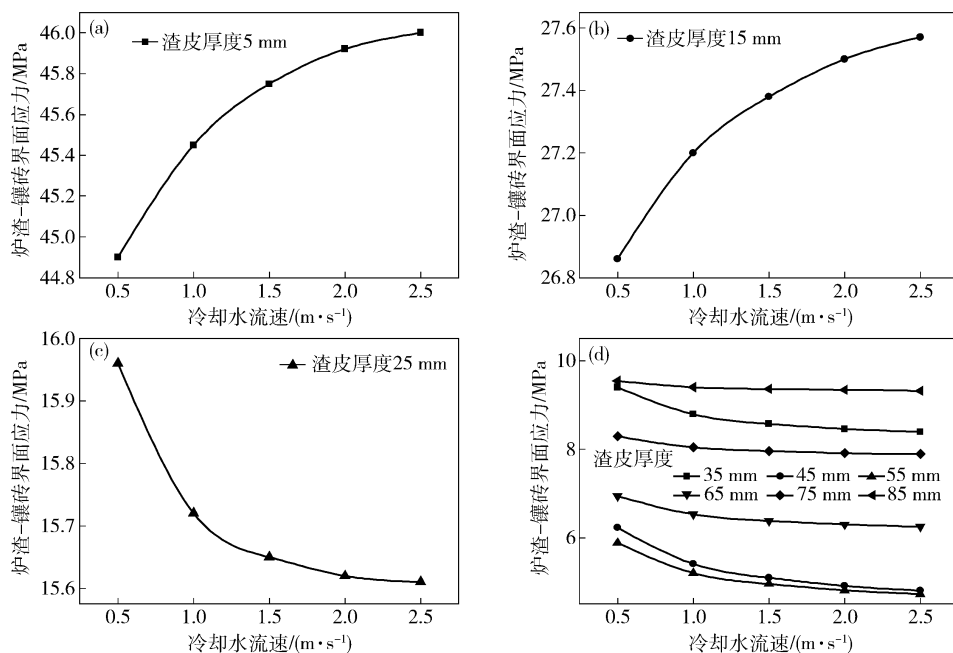 (a)
渣皮厚度5 mm
炉渣-镶砖界面应力/MPa
46.0
45.8
45.6
45.4
45.2
45.0
44.8
0.5 1.0 1.5 2.0 2.5
冷却水流速/(m·s⁻¹)
(b)
渣皮厚度15 mm
炉渣-镶砖界面应力/MPa
27.6
27.4
27.2
27.0
26.8
0.5 1.0 1.5 2.0 2.5
冷却水流速/(m·s⁻¹)
(c)
渣皮厚度25 mm
炉渣-镶砖界面应力/MPa
16.0
15.9
15.8
15.7
15.6
0.5 1.0 1.5 2.0 2.5
冷却水流速/(m·s⁻¹)
(d)
炉渣-镶砖界面应力/MPa
10
8
6
渣皮厚度
35 mm 45 mm 55 mm
65 mm 75 mm 85 mm
0.5 1.0 1.5 2.0 2.5
冷却水流速/(m·s⁻¹)